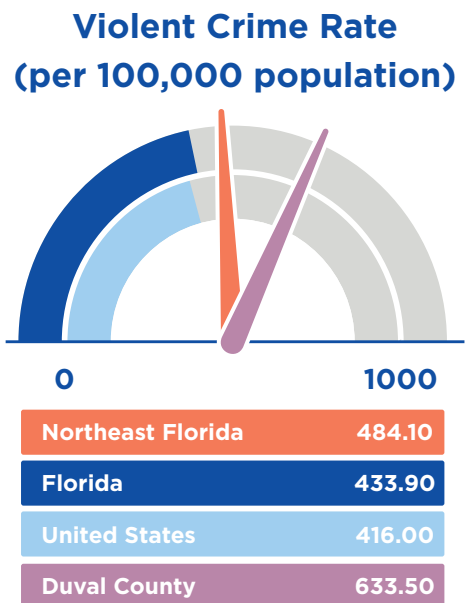 Violent Crime Rate
(per 100,000 population)
0 1000
Northeast Florida 484.10
Florida 433.90
United States 416.00
Duval County 633.50